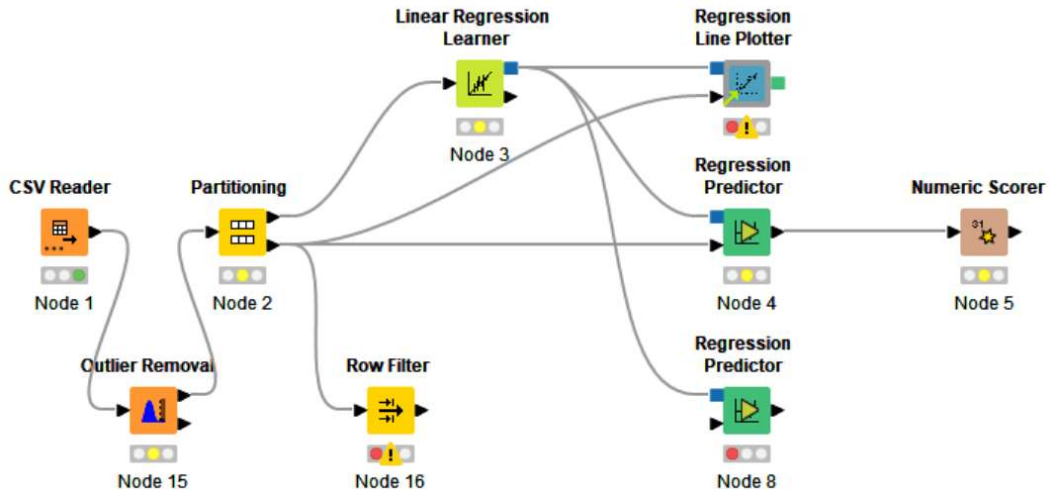 Linear Regression
Learner
Regression
Line Plotter
Node 3
CSV Reader
Partitioning
Regression
Predictor
Numeric Scorer
31
Node 1
Node 2
Node 4
Node 5
Outlier Removal
Row Filter
Regression
Predictor
Node 15
Node 16
Node 8